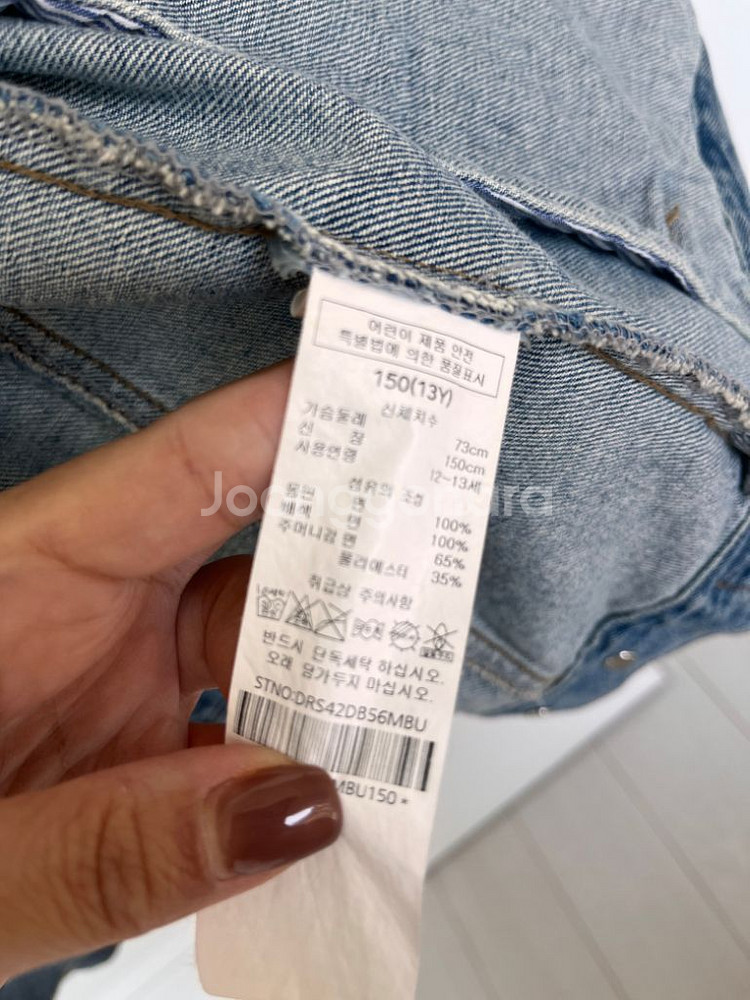 어린이 제품 안전
특별법에 의한 품질표시
150(13Y)
신체치수
가슴둘레 73cm
신 장 150cm
사용연령 12~13세
섬유의 조성
몸판 면 100%
배색 면 100%
주머니감 면 65%
폴리에스터 35%
취급상 주의사항
반드시 단독세탁 하십시오.
오래 담가두지 마십시오.
STNO:DRS42DB56MBU
MBU150*
Joonggonara